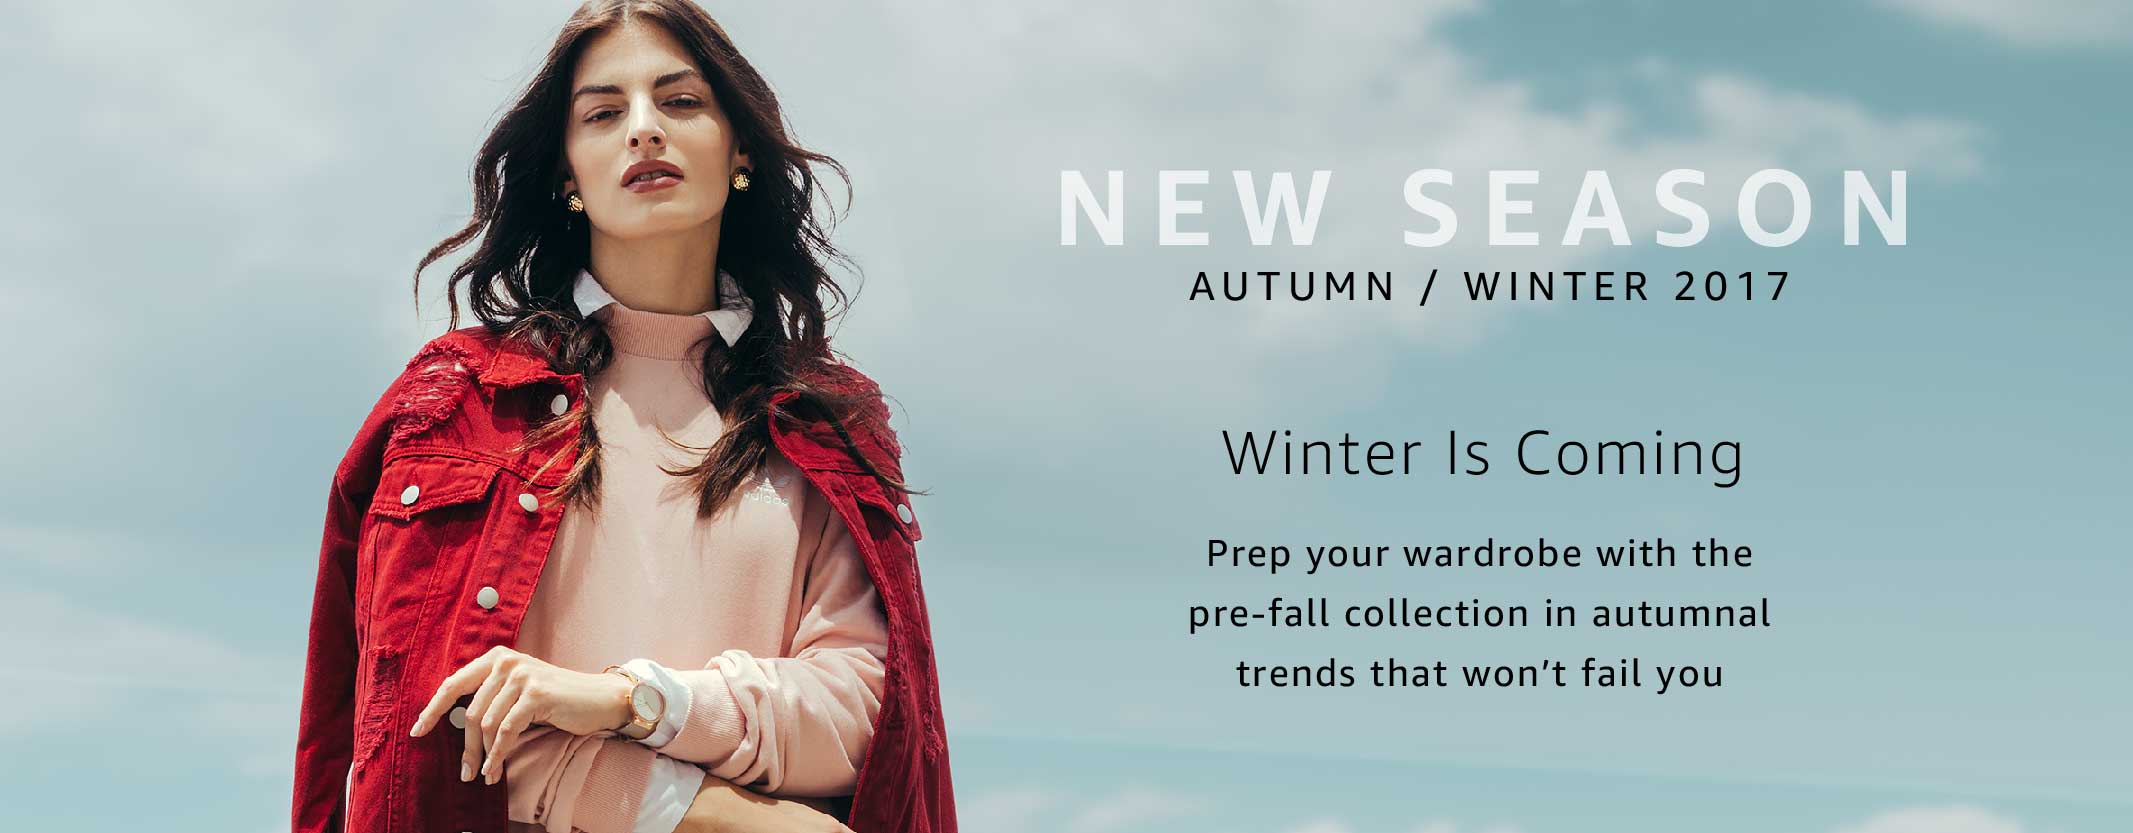 NEW SEASON
AUTUMN / WINTER 2017
Winter Is Coming
Prep your wardrobe with the
pre-fall collection in autumnal
trends that won’t fail you
adidas